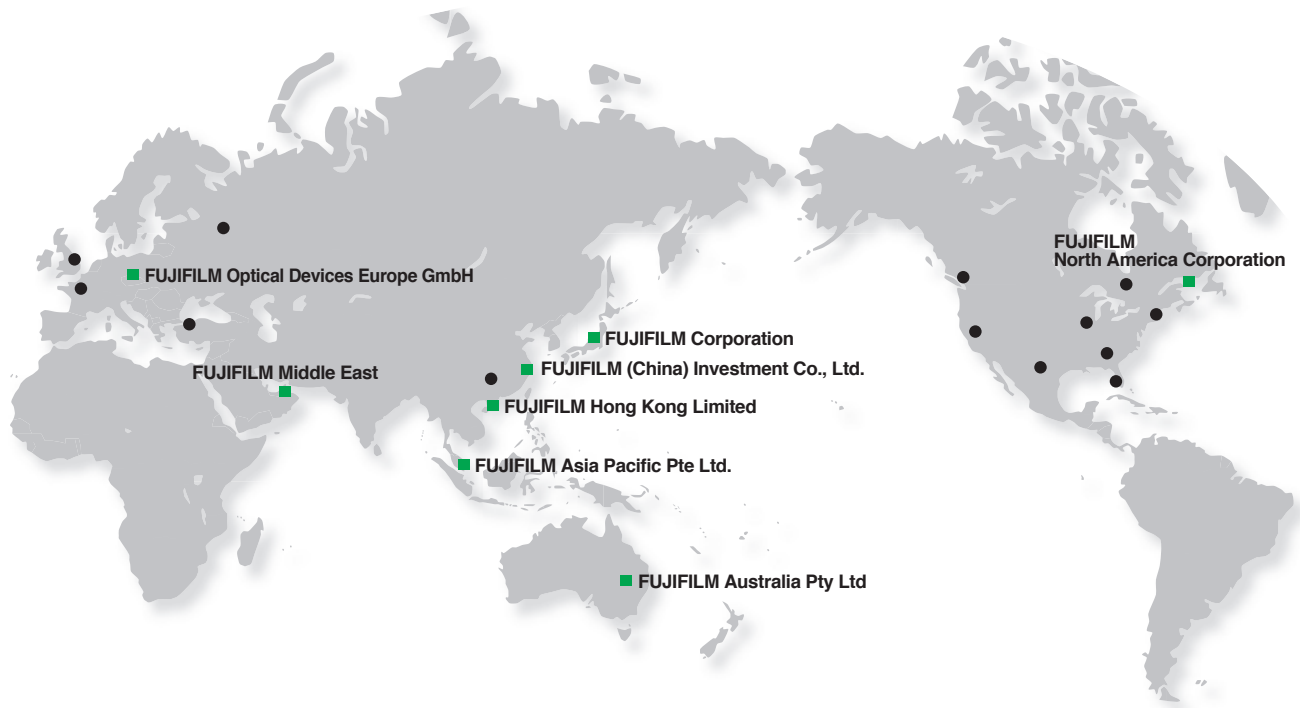 FUJIFILM
North America Corporation
FUJIFILM Optical Devices Europe GmbH
FUJIFILM Corporation
FUJIFILM (China) Investment Co., Ltd.
FUJIFILM Middle East
FUJIFILM Hong Kong Limited
FUJIFILM Asia Pacific Pte Ltd.
FUJIFILM Australia Pty Ltd